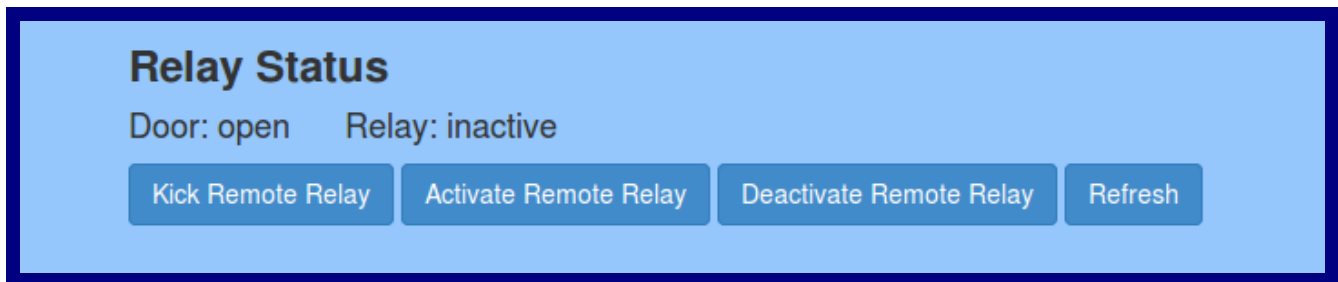 Relay Status
Door: open Relay: inactive
Kick Remote Relay Activate Remote Relay Deactivate Remote Relay Refresh